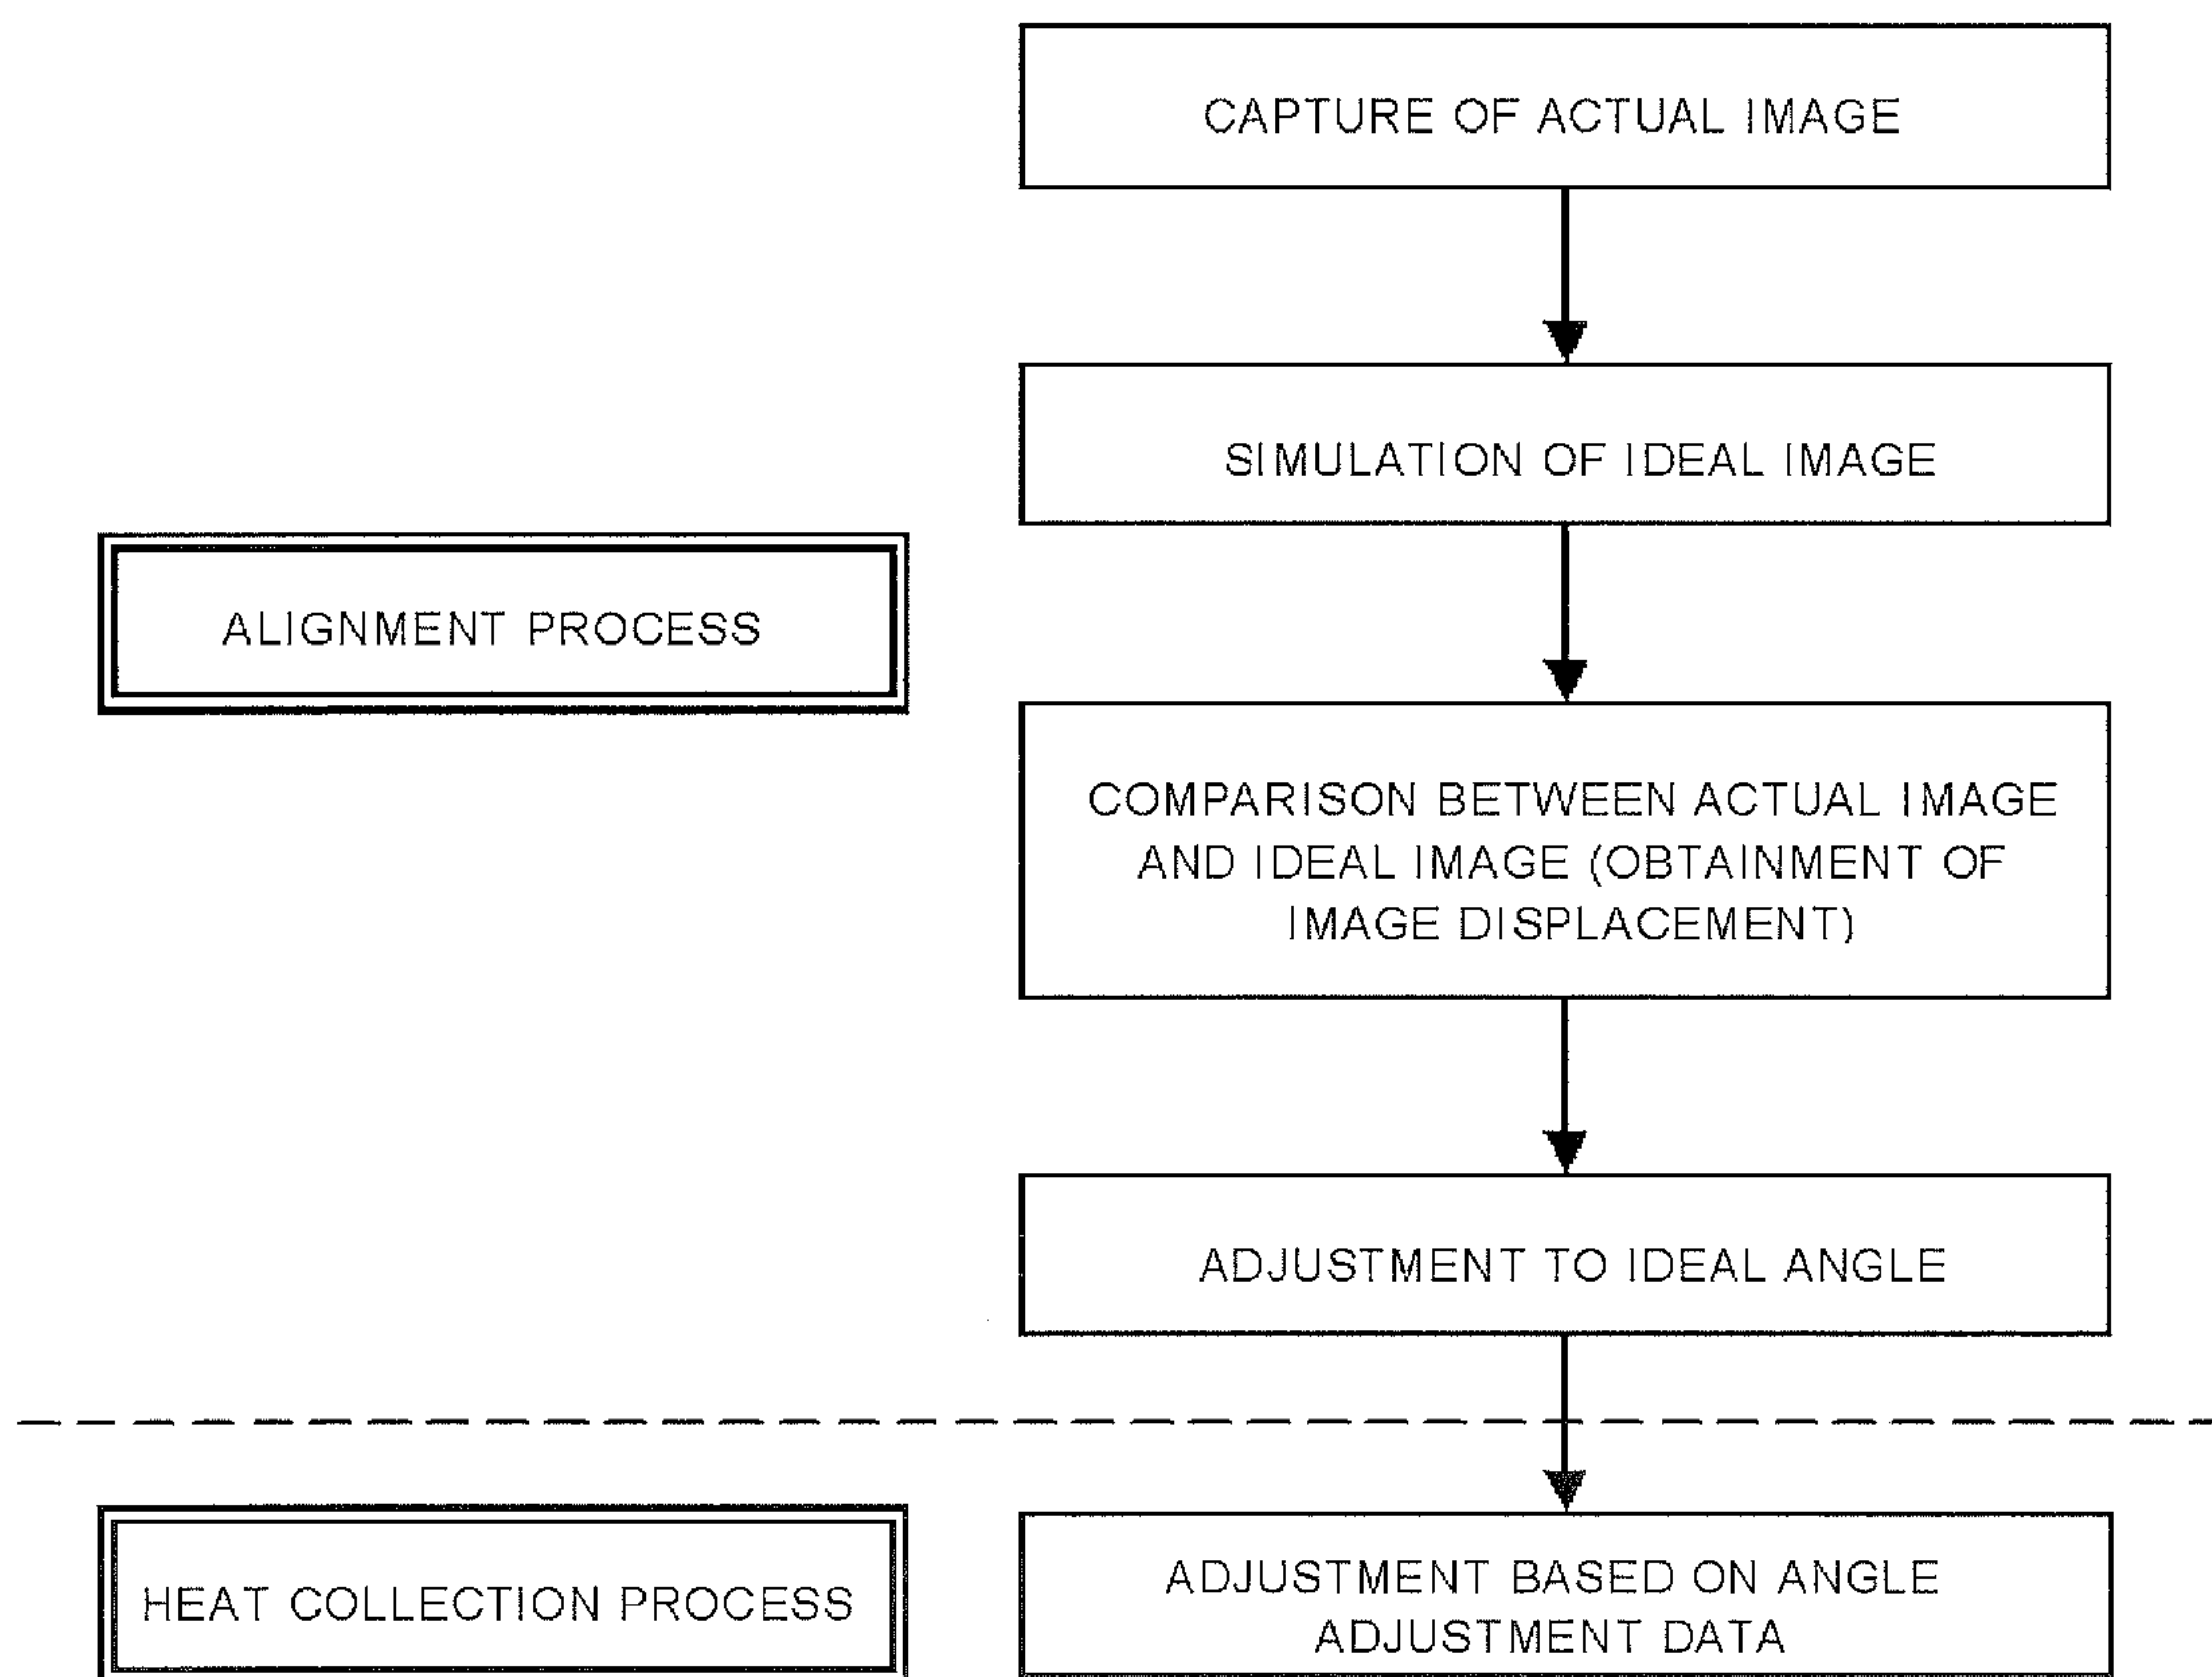 CAPTURE OF ACTUAL IMAGE
SIMULATION OF IDEAL IMAGE
ALIGNMENT PROCESS
COMPARISON BETWEEN ACTUAL IMAGE
AND IDEAL IMAGE (OBTAINMENT OF
IMAGE DISPLACEMENT)
ADJUSTMENT TO IDEAL ANGLE
HEAT COLLECTION PROCESS
ADJUSTMENT BASED ON ANGLE
ADJUSTMENT DATA